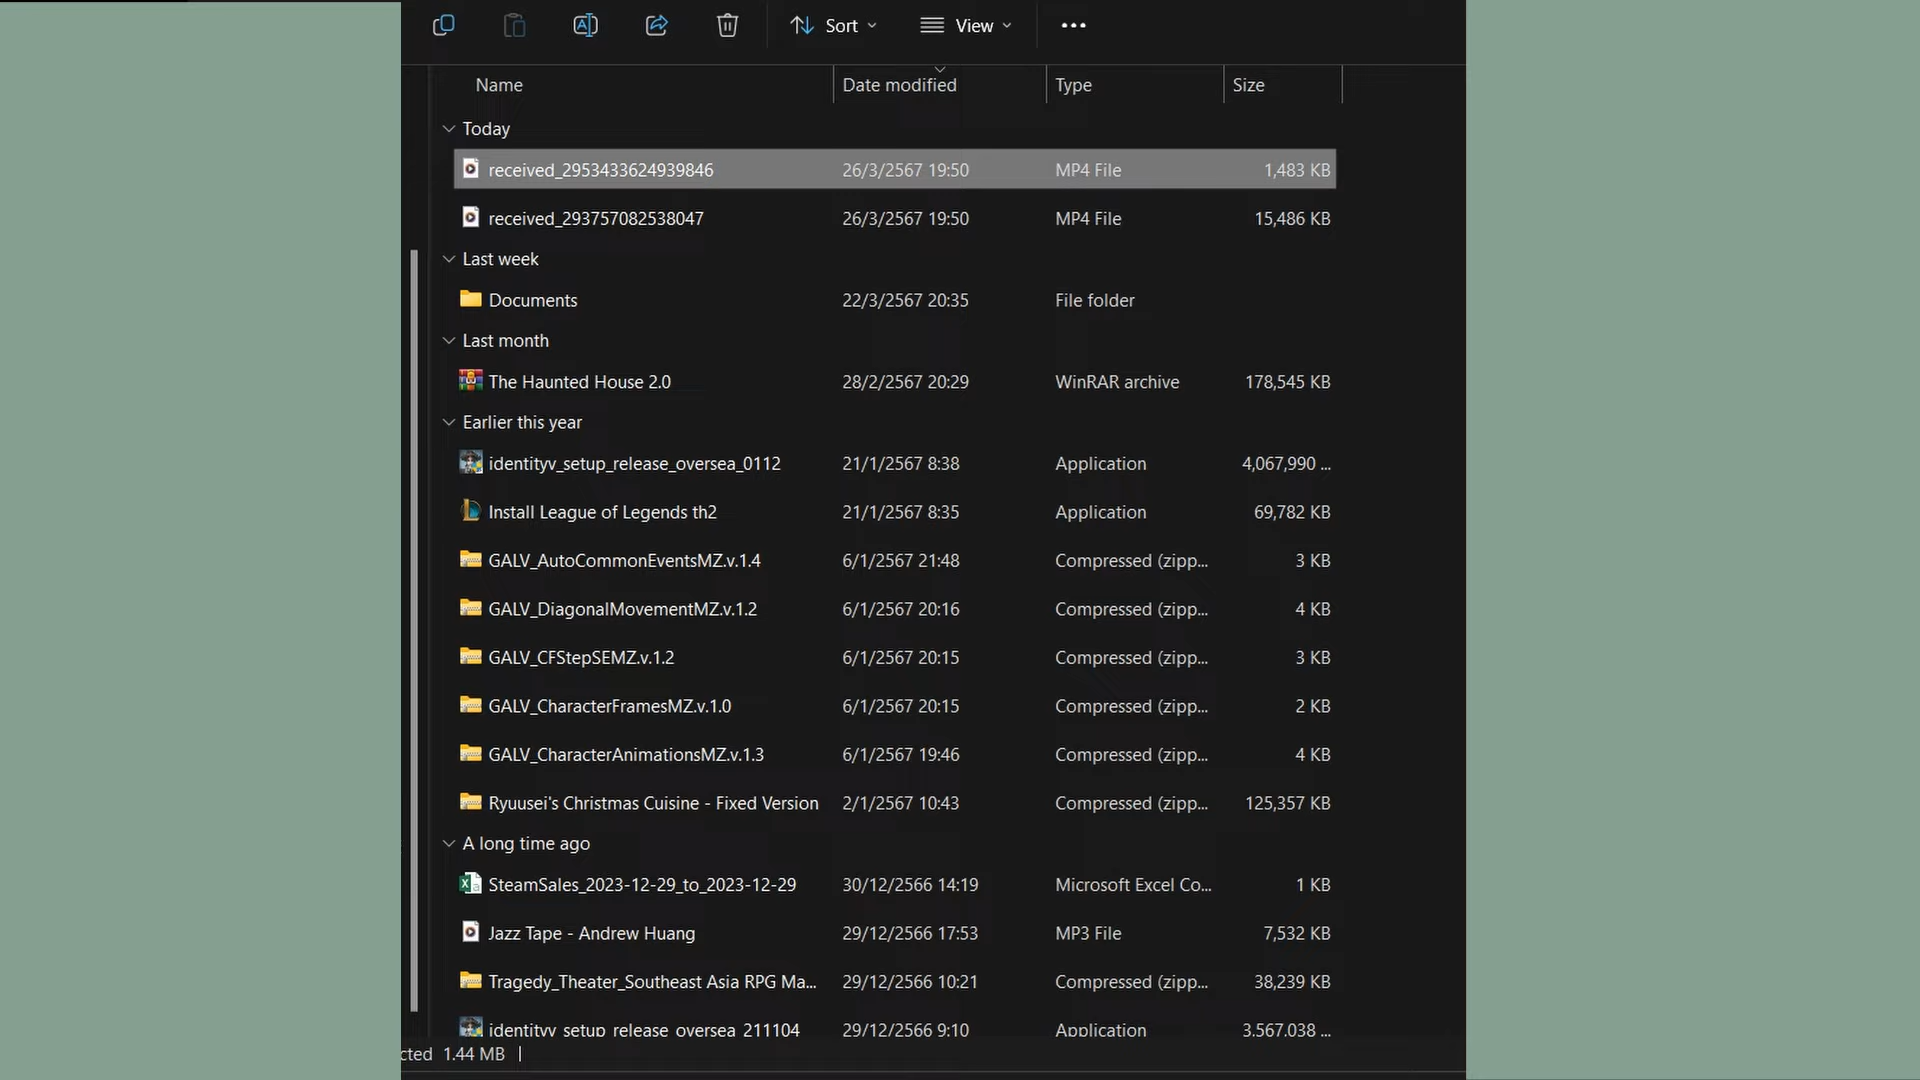 Sort View
Name Date modified Type Size
Today
received_2953433624939846 26/3/2567 19:50 MP4 File 1,483 KB
received_293757082538047 26/3/2567 19:50 MP4 File 15,486 KB
Last week
Documents 22/3/2567 20:35 File folder
Last month
The Haunted House 2.0 28/2/2567 20:29 WinRAR archive 178,545 KB
Earlier this year
identityv_setup_release_oversea_0112 21/1/2567 8:38 Application 4,067,990 ...
Install League of Legends th2 21/1/2567 8:35 Application 69,782 KB
GALV_AutoCommonEventsMZ.v.1.4 6/1/2567 21:48 Compressed (zipp... 3 KB
GALV_DiagonalMovementMZ.v.1.2 6/1/2567 20:16 Compressed (zipp... 4 KB
GALV_CFStepSEMZ.v.1.2 6/1/2567 20:15 Compressed (zipp... 3 KB
GALV_CharacterFramesMZ.v.1.0 6/1/2567 20:15 Compressed (zipp... 2 KB
GALV_CharacterAnimationsMZ.v.1.3 6/1/2567 19:46 Compressed (zipp... 4 KB
Ryuusei's Christmas Cuisine - Fixed Version 2/1/2567 10:43 Compressed (zipp... 125,357 KB
A long time ago
SteamSales_2023-12-29_to_2023-12-29 30/12/2566 14:19 Microsoft Excel Co... 1 KB
Jazz Tape - Andrew Huang 29/12/2566 17:53 MP3 File 7,532 KB
Tragedy_Theater_Southeast Asia RPG Ma... 29/12/2566 10:21 Compressed (zipp... 38,239 KB
identityv_setup_release_oversea_211104 29/12/2566 9:10 Application 3,567,038 ...
cted 1.44 MB